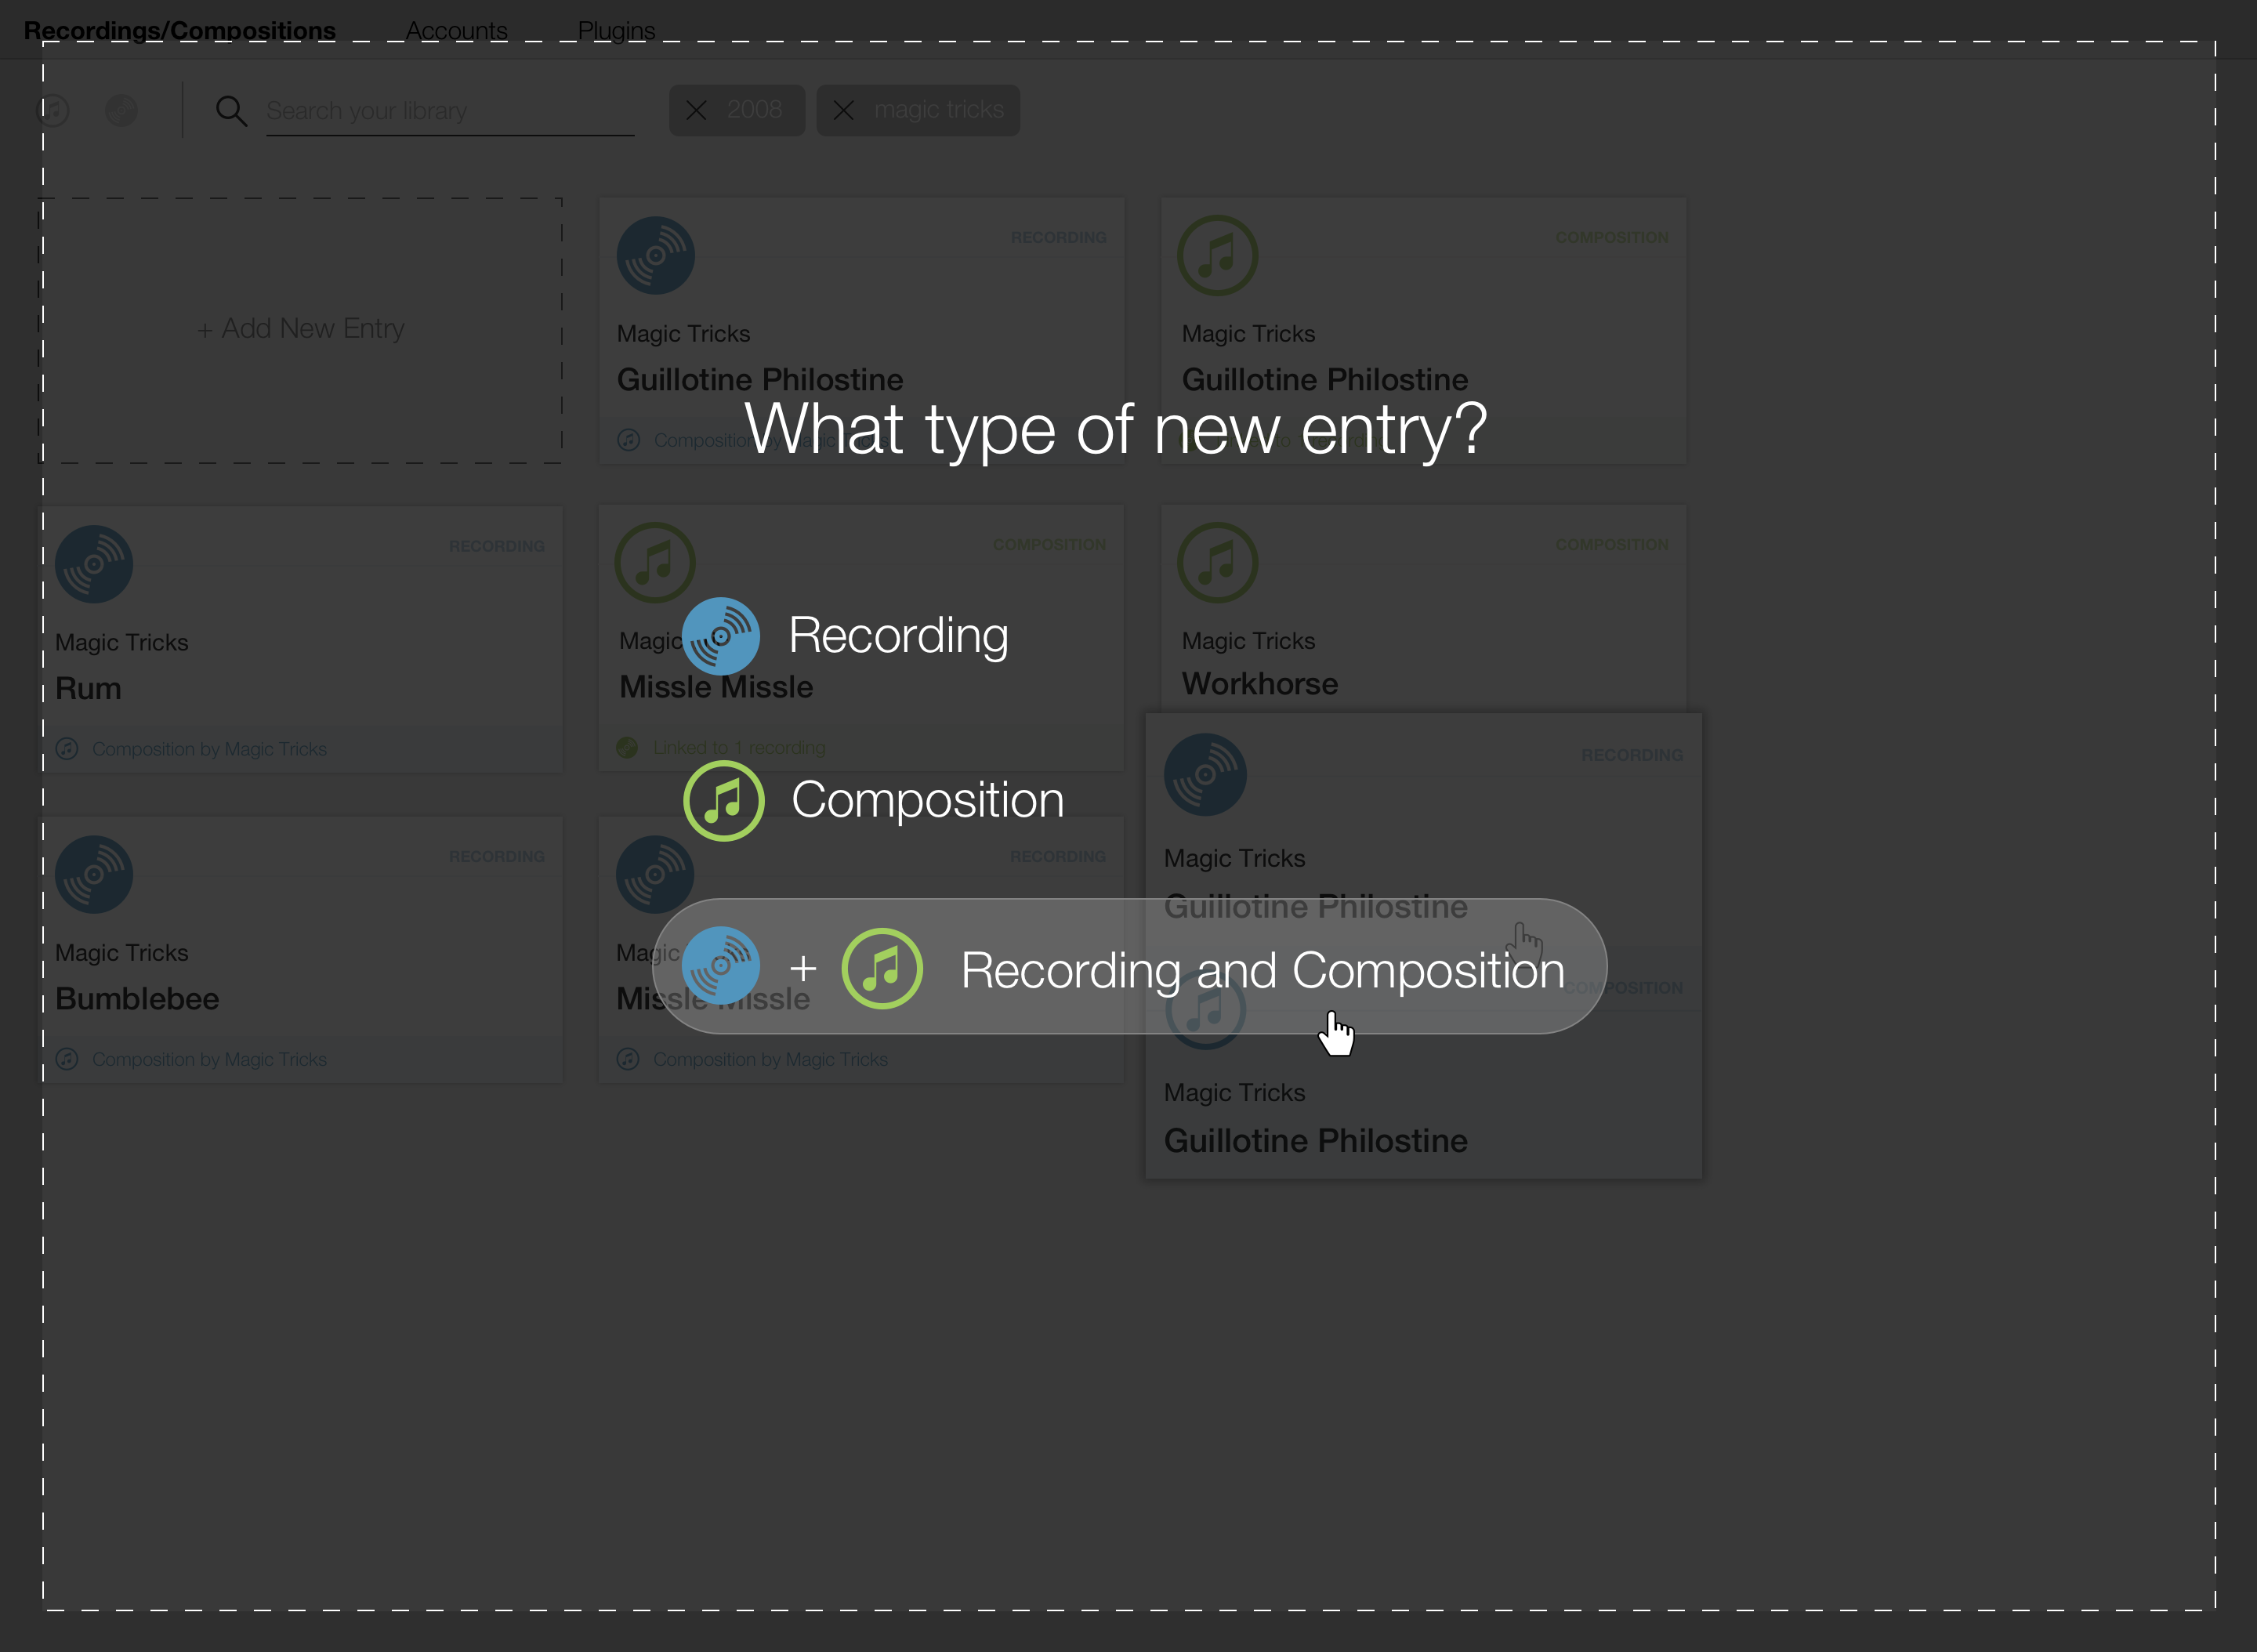 Recordings/Compositions Accounts Plugins
Search your library 2008 magic tricks
+ Add New Entry
RECORDING
Magic Tricks
Guillotine Philostine
Composition by Magic Tricks
COMPOSITION
Magic Tricks
Guillotine Philostine
What type of new entry?
RECORDING
Magic Tricks
Rum
Composition by Magic Tricks
COMPOSITION
Magic
Missle Missle
Linked to 1 recording
COMPOSITION
Magic Tricks
Workhorse
Recording
Composition
+ Recording and Composition
RECORDING
Magic Tricks
Bumblebee
Composition by Magic Tricks
RECORDING
Magic
Missle Missle
Composition by Magic Tricks
RECORDING
Magic Tricks
Guillotine Philostine
COMPOSITION
Magic Tricks
Guillotine Philostine